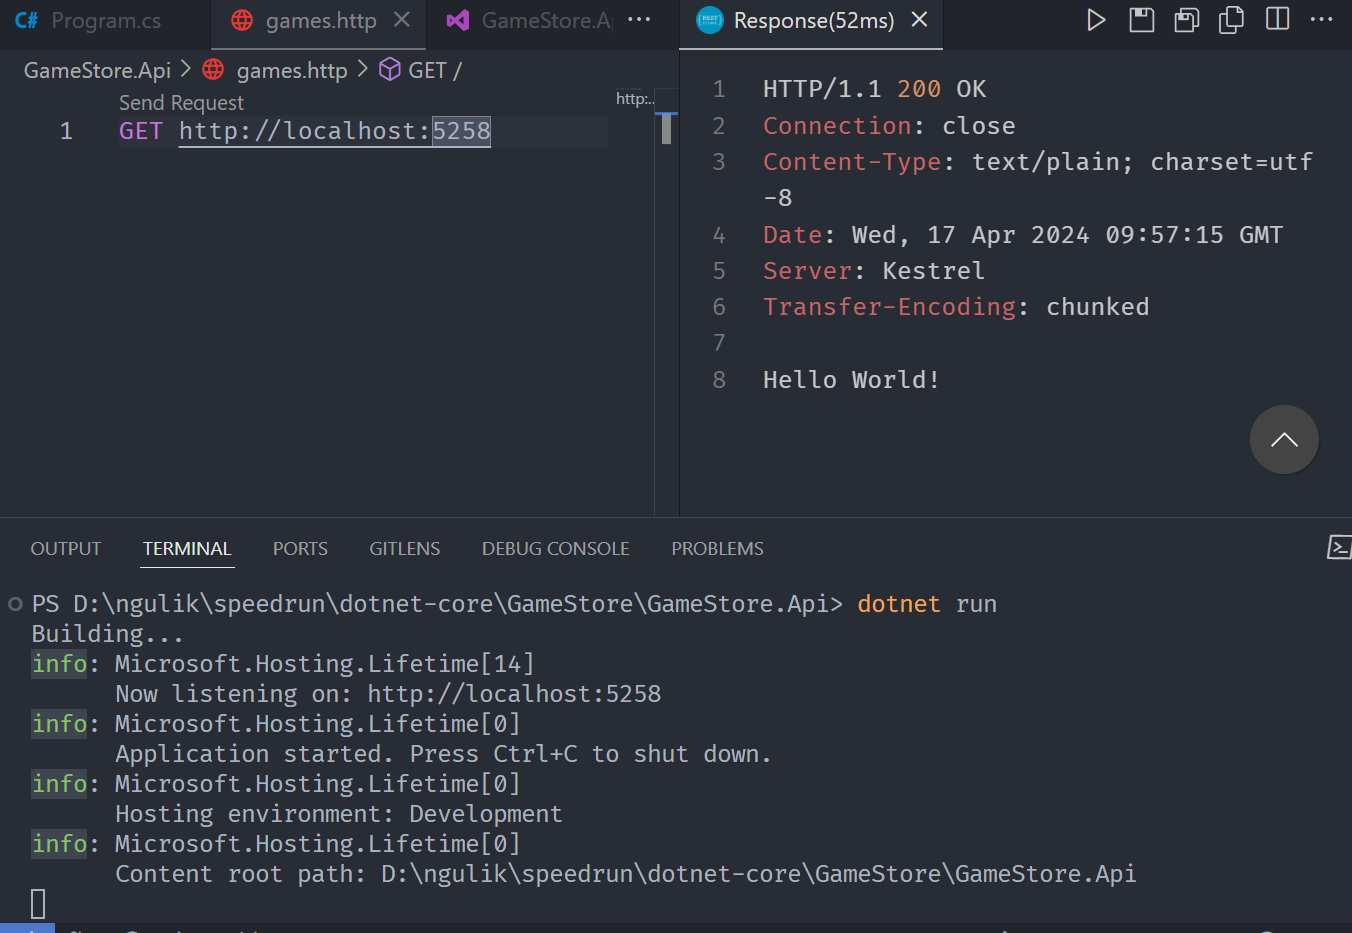 C# Program.cs
games.http
GameStore.A
Response(52ms)
GameStore.Api > games.http > GET /
Send Request
1 GET http://localhost:5258
http:..
1 HTTP/1.1 200 OK
2 Connection: close
3 Content-Type: text/plain; charset=utf
-8
4 Date: Wed, 17 Apr 2024 09:57:15 GMT
5 Server: Kestrel
6 Transfer-Encoding: chunked
7
8 Hello World!
OUTPUT TERMINAL PORTS GITLENS DEBUG CONSOLE PROBLEMS
PS D:\ngulik\speedrun\dotnet-core\GameStore\GameStore.Api> dotnet run
Building...
info: Microsoft.Hosting.Lifetime[14]
Now listening on: http://localhost:5258
info: Microsoft.Hosting.Lifetime[0]
Application started. Press Ctrl+C to shut down.
info: Microsoft.Hosting.Lifetime[0]
Hosting environment: Development
info: Microsoft.Hosting.Lifetime[0]
Content root path: D:\ngulik\speedrun\dotnet-core\GameStore\GameStore.Api